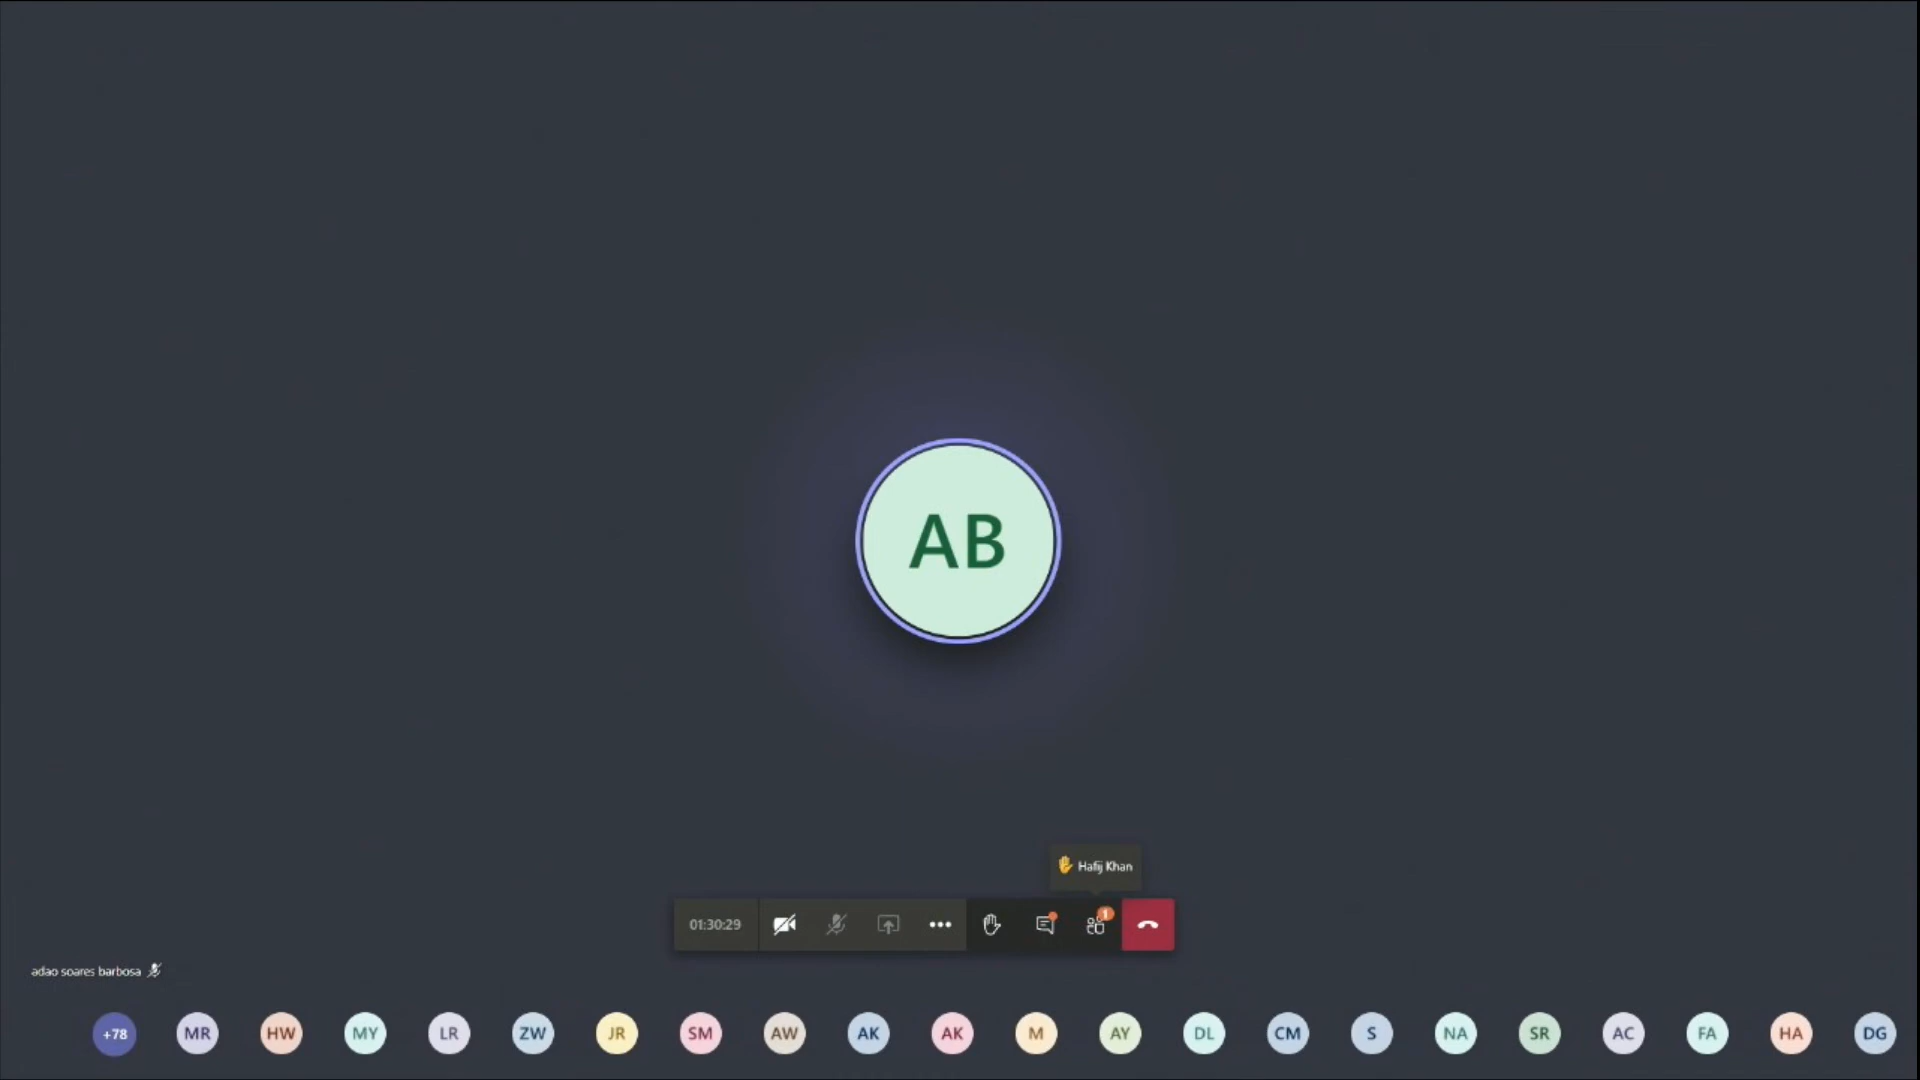 AB
Hafij Khan
01:30:29
1
adao soares barbosa
+78 MR HW MY LR ZW JR SM AW AK AK M AY DL CM S NA SR AC FA HA DG